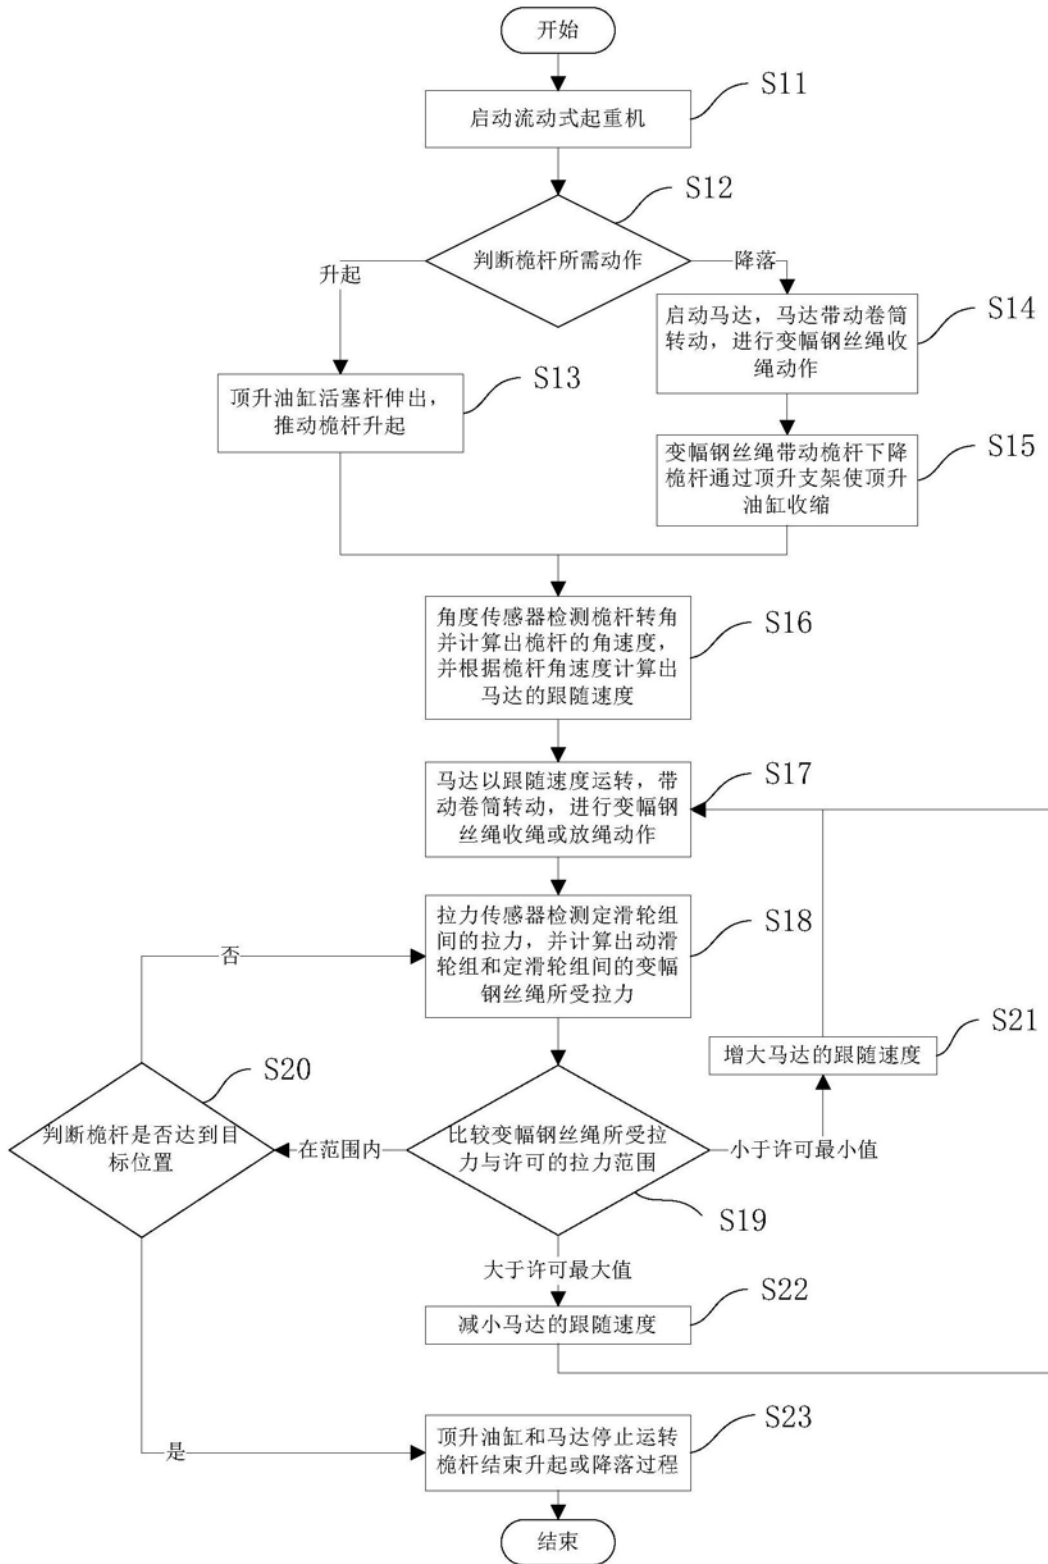 开始
S11
启动流动式起重机
S12
判断桅杆所需动作
升起
降落
S14
启动马达，马达带动卷筒
转动，进行变幅钢丝绳收
绳动作
S13
顶升油缸活塞杆伸出，
推动桅杆升起
S15
变幅钢丝绳带动桅杆下降
桅杆通过顶升支架使顶升
油缸收缩
S16
角度传感器检测桅杆转角
并计算出桅杆的角速度，
并根据桅杆角速度计算出
马达的跟随速度
S17
马达以跟随速度运转，带
动卷筒转动，进行变幅钢
丝绳收绳或放绳动作
S18
拉力传感器检测定滑轮组
间的拉力，并计算出动滑
轮组和定滑轮组间的变幅
钢丝绳所受拉力
否
S21
增大马达的跟随速度
S20
判断桅杆是否达到目
标位置
在范围内
比较变幅钢丝绳所受拉
力与许可的拉力范围
小于许可最小值
S19
大于许可最大值
S22
减小马达的跟随速度
S23
顶升油缸和马达停止运转
桅杆结束升起或降落过程
是
结束